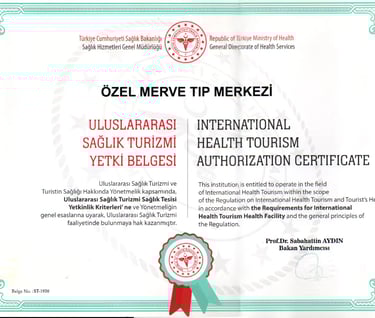 Türkiye Cumhuriyeti Sağlık Bakanlığı
Sağlık Hizmetleri Genel Müdürlüğü
Republic of Türkiye Ministry of Health
General Directorate of Health Services
ÖZEL MERVE TIP MERKEZİ
ULUSLARARASI
SAĞLIK TURİZMİ
YETKİ BELGESİ
INTERNATIONAL
HEALTH TOURISM
AUTHORIZATION CERTIFICATE
Uluslararası Sağlık Turizmi ve
Turistin Sağlığı Hakkında Yönetmelik kapsamında,
Uluslararası Sağlık Turizmi Sağlık Tesisi
Yetkinlik Kriterleri' ne ve Yönetmeliğin
genel esaslarına uyarak, Uluslararası Sağlık Turizmi
faaliyetinde bulunmaya hak kazanmıştır.
This institution is entitled to operate in the field
of International Health Tourism within the scope
of the Regulation on International Health Tourism and Tourist's He
in accordance with the Requirements for International
Health Tourism Health Facility and the general principles of
the Regulation.
Prof.Dr. Sabahattin AYDIN
Bakan Yardımcısı
Belge No. :ST-